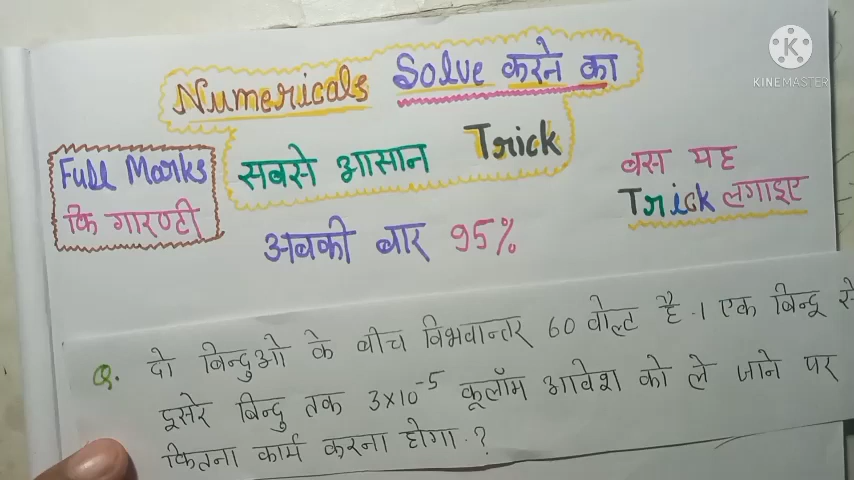 Numericals Solve करने का
सबसे आसान Trick
Full Marks
कि गारण्टी
बस यह
Trick लगाइए
अबकी बार 95%
KINEMASTER
Q. दो बिन्दुओ के बीच विभवान्तर 60 वोल्ट है। एक बिन्दू से
दूसरे बिन्दु तक 3×10⁻⁵ कूलॉम आवेश को ले जाने पर
कितना कार्म करना होगा ?